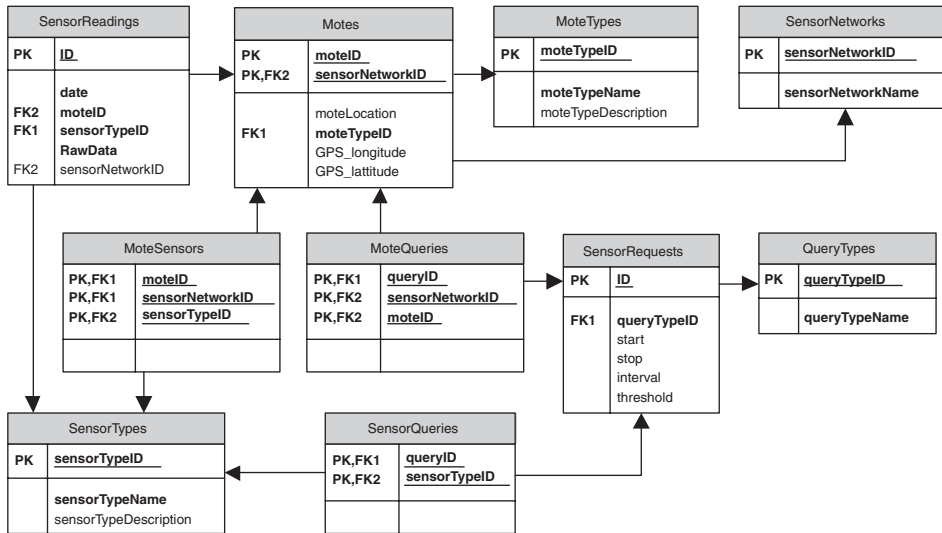 SensorReadings
PK ID
date
FK2 moteID
FK1 sensorTypeID
RawData
FK2 sensorNetworkID
Motes
PK moteID
PK,FK2 sensorNetworkID
moteLocation
FK1 moteTypeID
GPS_longitude
GPS_lattitude
MoteTypes
PK moteTypeID
moteTypeName
moteTypeDescription
SensorNetworks
PK sensorNetworkID
sensorNetworkName
MoteSensors
PK,FK1 moteID
PK,FK1 sensorNetworkID
PK,FK2 sensorTypeID
MoteQueries
PK,FK1 queryID
PK,FK2 sensorNetworkID
PK,FK2 moteID
SensorRequests
PK ID
FK1 queryTypeID
start
stop
interval
threshold
QueryTypes
PK queryTypeID
queryTypeName
SensorTypes
PK sensorTypeID
sensorTypeName
sensorTypeDescription
SensorQueries
PK,FK1 queryID
PK,FK2 sensorTypeID